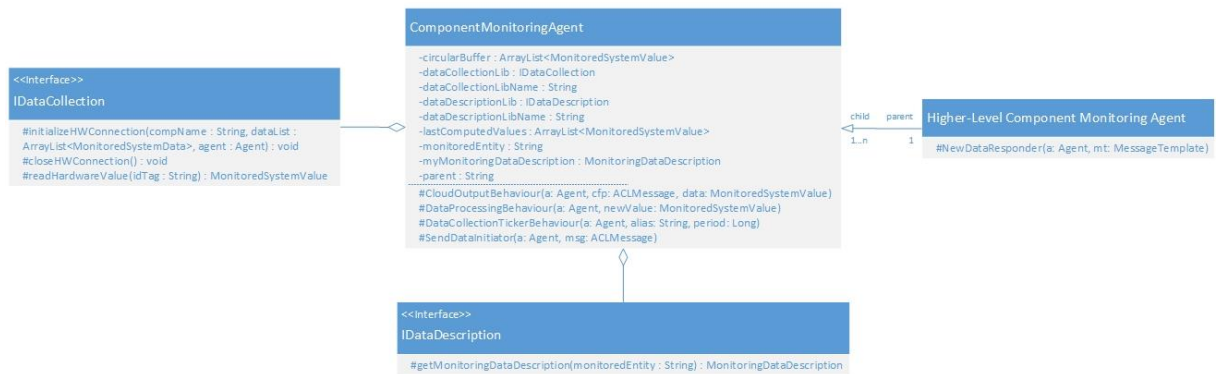 <<Interface>>
IDataCollection
#initializeHWConnection(compName : String, dataList :
ArrayList<MonitoredSystemData>, agent : Agent) : void
#closeHWConnection() : void
#readHardwareValue(idTag : String) : MonitoredSystemValue
ComponentMonitoringAgent
-circularBuffer : ArrayList<MonitoredSystemValue>
-dataCollectionLib : IDataCollection
-dataCollectionLibName : String
-dataDescriptionLib : IDataDescription
-dataDescriptionLibName : String
-lastComputedValues : ArrayList<MonitoredSystemValue>
-monitoredEntity : String
-myMonitoringDataDescription : MonitoringDataDescription
-parent : String
#CloudOutputBehaviour(a: Agent, cfp: ACLMessage, data: MonitoredSystemValue)
#DataProcessingBehaviour(a: Agent, newValue: MonitoredSystemValue)
#DataCollectionTickerBehaviour(a: Agent, alias: String, period: Long)
#SendDataInitiator(a: Agent, msg: ACLMessage)
child parent
1...n 1
Higher-Level Component Monitoring Agent
#NewDataResponder(a: Agent, mt: MessageTemplate)
<<Interface>>
IDataDescription
#getMonitoringDataDescription(monitoredEntity : String) : MonitoringDataDescription